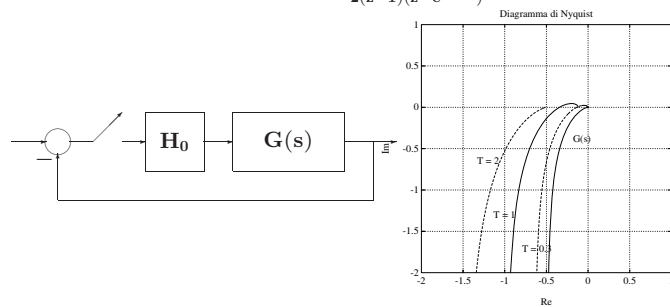 Diagramma di Nyquist
H₀
G(s)
Im
1
0.5
0
-0.5
-1
-1.5
-2
G(s)
T = 2
T = 1
T = 0.3
-2 -1.5 -1 -0.5 0 0.5
Re